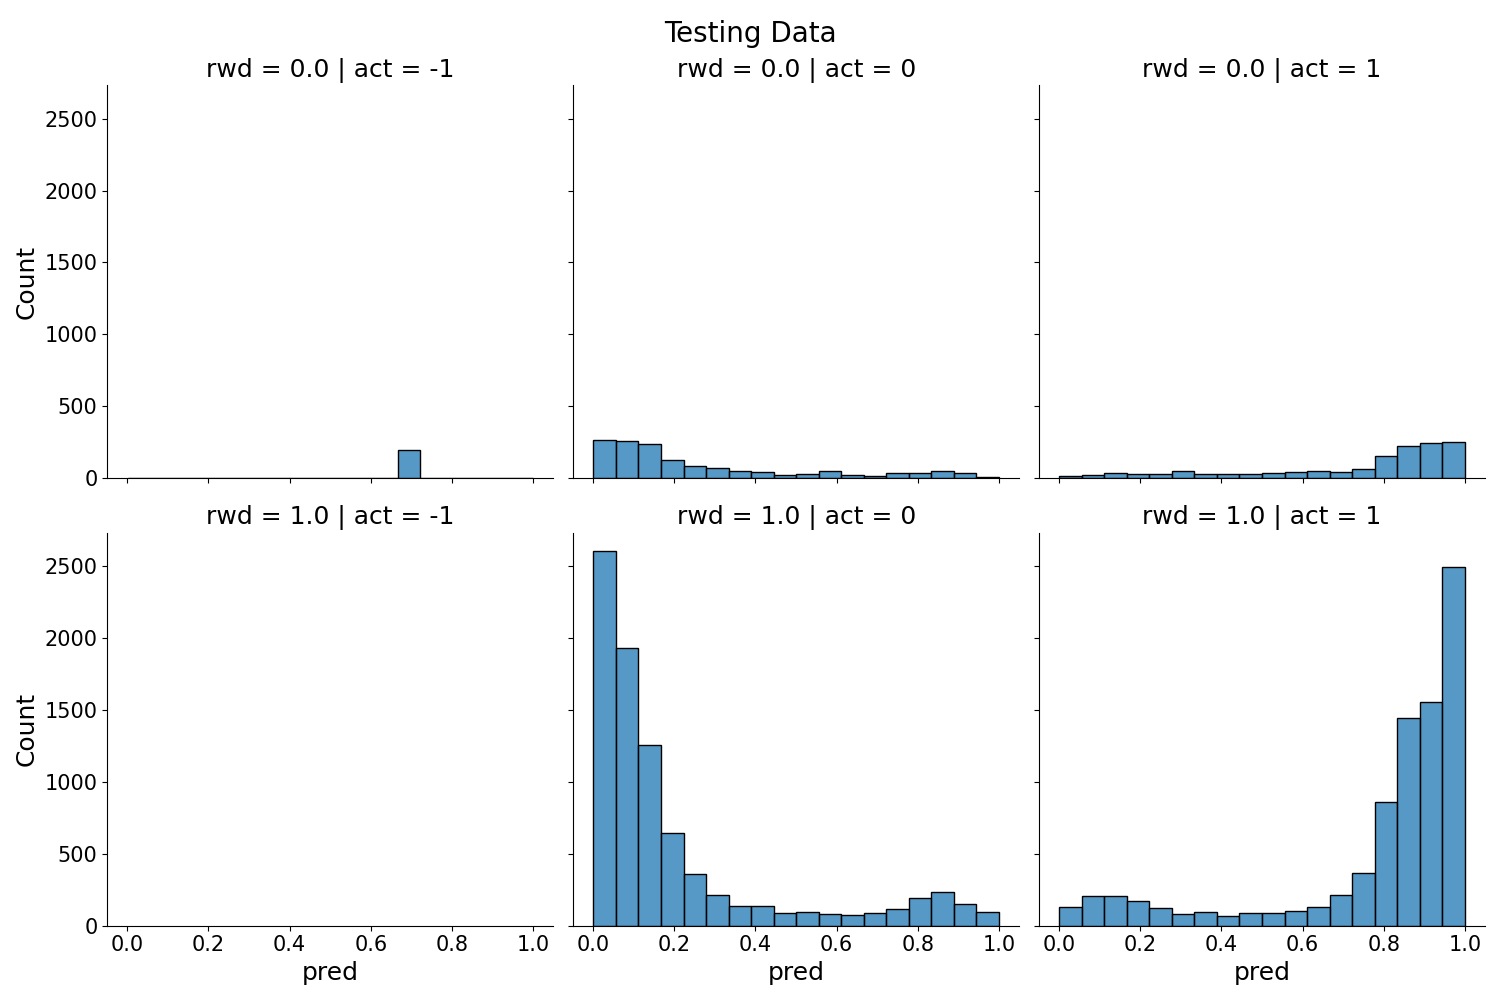 Testing Data
rwd = 0.0 | act = -1
rwd = 0.0 | act = 0
rwd = 0.0 | act = 1
2500
2000
1500
1000
500
0
Count
rwd = 1.0 | act = -1
rwd = 1.0 | act = 0
rwd = 1.0 | act = 1
2500
2000
1500
1000
500
0
Count
0.0 0.2 0.4 0.6 0.8 1.0
0.0 0.2 0.4 0.6 0.8 1.0
0.0 0.2 0.4 0.6 0.8 1.0
pred
pred
pred